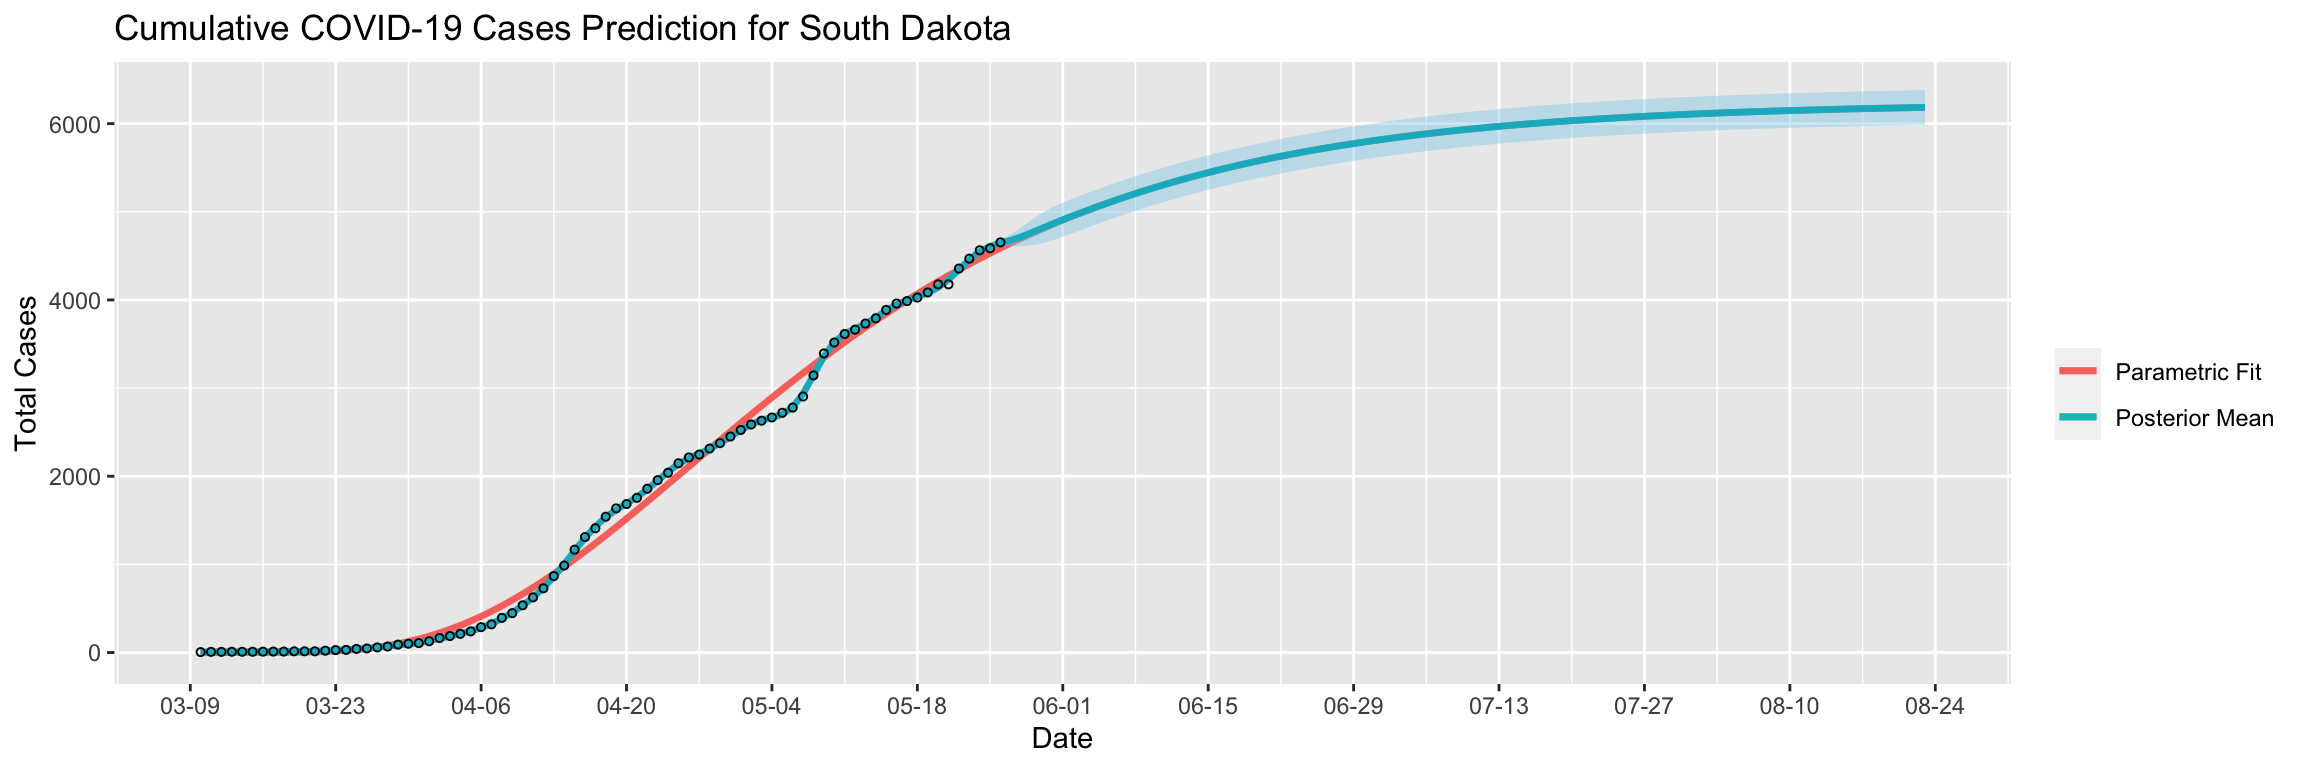 Cumulative COVID-19 Cases Prediction for South Dakota
Total Cases
6000
4000
2000
0
03-09 03-23 04-06 04-20 05-04 05-18 06-01 06-15 06-29 07-13 07-27 08-10 08-24
Date
Parametric Fit
Posterior Mean